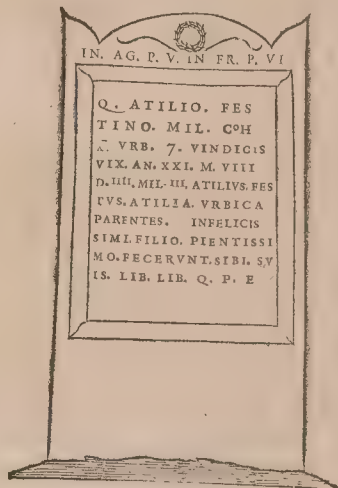 IN. AG. P. V. IN FR. P. VI
Q. ATILIO. FES
TINO. MIL. CoH
X. VRB. 7. VINDICIS
VIX. AN. XXI. M. VIII
D. IIII. MIL. III, ATILIVS. FES
TVS. ATILIA. VRBICA
PARENTES. INFELICIS
SIMI. FILIO. PIENTISSI
MO. FECERVNT. SIBI. SV
IS. LIB. LIB. Q. P. E